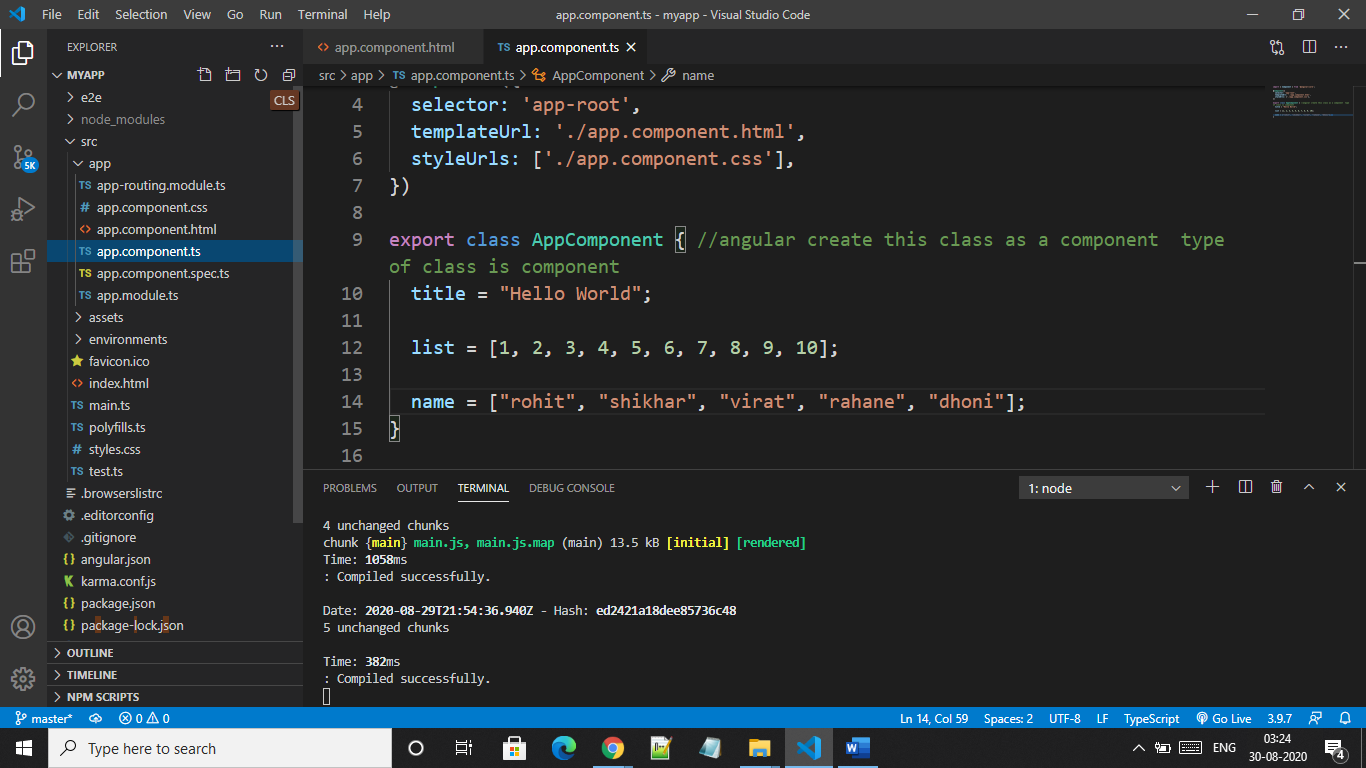 File Edit Selection View Go Run Terminal Help
app.component.ts - myapp - Visual Studio Code
EXPLORER
MYAPP
e2e
CLS
node_modules
src
app
TS app-routing.module.ts
# app.component.css
<> app.component.html
TS app.component.ts
TS app.component.spec.ts
TS app.module.ts
assets
environments
favicon.ico
<> index.html
TS main.ts
TS polyfills.ts
# styles.css
TS test.ts
.browserslistrc
.editorconfig
.gitignore
{} angular.json
karma.conf.js
{} package.json
{} package-lock.json
OUTLINE
TIMELINE
NPM SCRIPTS
5K
<> app.component.html
TS app.component.ts
src > app > TS app.component.ts > AppComponent > name
4 selector: 'app-root',
5 templateUrl: './app.component.html',
6 styleUrls: ['./app.component.css'],
7 })
8
9 export class AppComponent { //angular create this class as a component  type
of class is component
10 title = "Hello World";
11
12 list = [1, 2, 3, 4, 5, 6, 7, 8, 9, 10];
13
14 name = ["rohit", "shikhar", "virat", "rahane", "dhoni"];
15 }
16
PROBLEMS OUTPUT TERMINAL DEBUG CONSOLE
1: node
4 unchanged chunks
chunk {main} main.js, main.js.map (main) 13.5 kB [initial] [rendered]
Time: 1058ms
: Compiled successfully.
Date: 2020-08-29T21:54:36.940Z - Hash: ed2421a18dee85736c48
5 unchanged chunks
Time: 382ms
: Compiled successfully.
master* 0 0
Ln 14, Col 59 Spaces: 2 UTF-8 LF TypeScript Go Live 3.9.7
Type here to search
ENG
03:24
30-08-2020
4